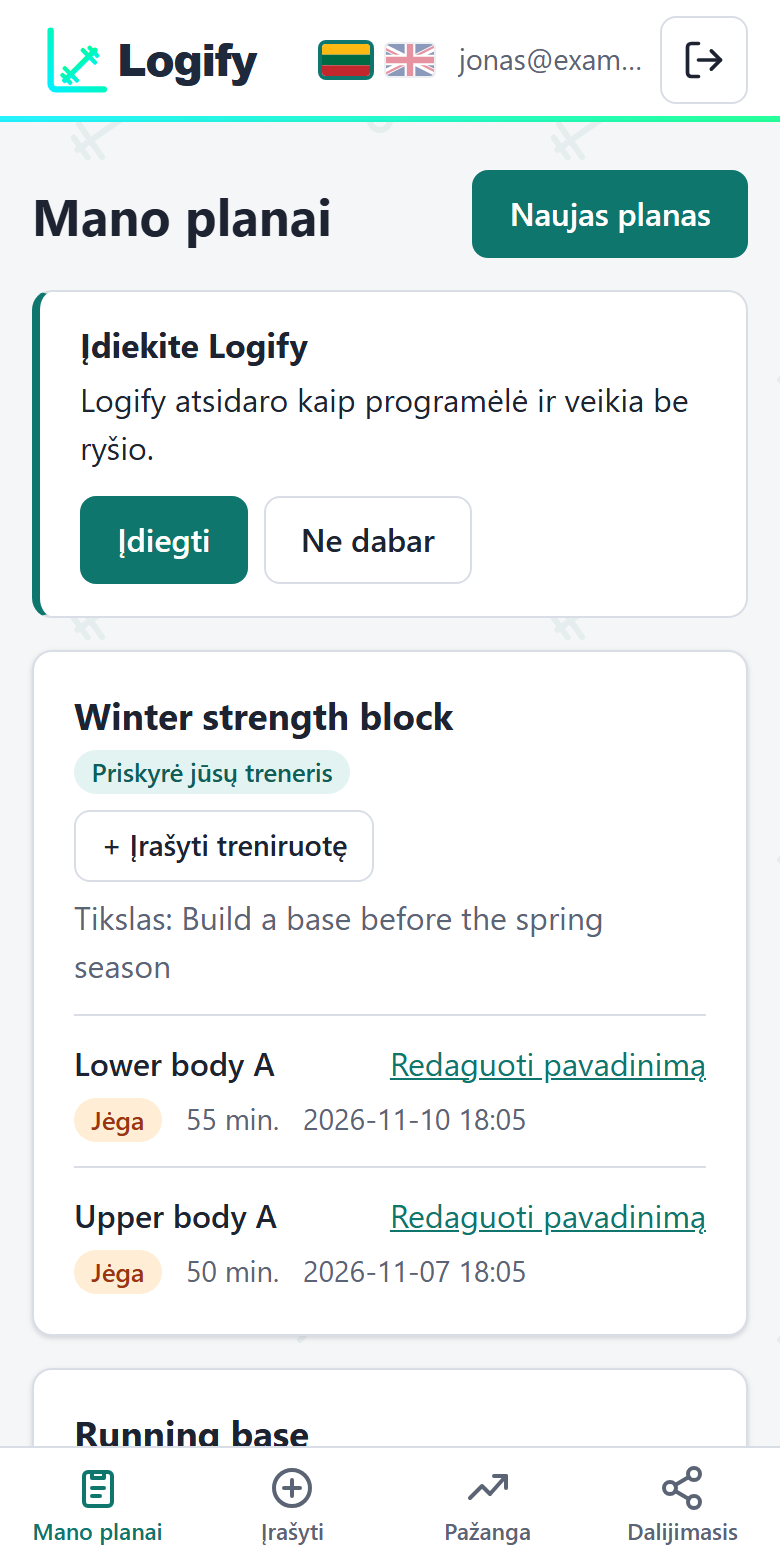 Logify
jonas@exam...
Mano planai
Naujas planas
Įdiekite Logify
Logify atsidaro kaip programėlė ir veikia be
ryšio.
Įdiegti
Ne dabar
Winter strength block
Priskyrė jūsų treneris
+ Įrašyti treniruotę
Tikslas: Build a base before the spring
season
Lower body A
Redaguoti pavadinimą
Jėga
55 min.
2026-11-10 18:05
Upper body A
Redaguoti pavadinimą
Jėga
50 min.
2026-11-07 18:05
Running base
Mano planai
Įrašyti
Pažanga
Dalijimasis